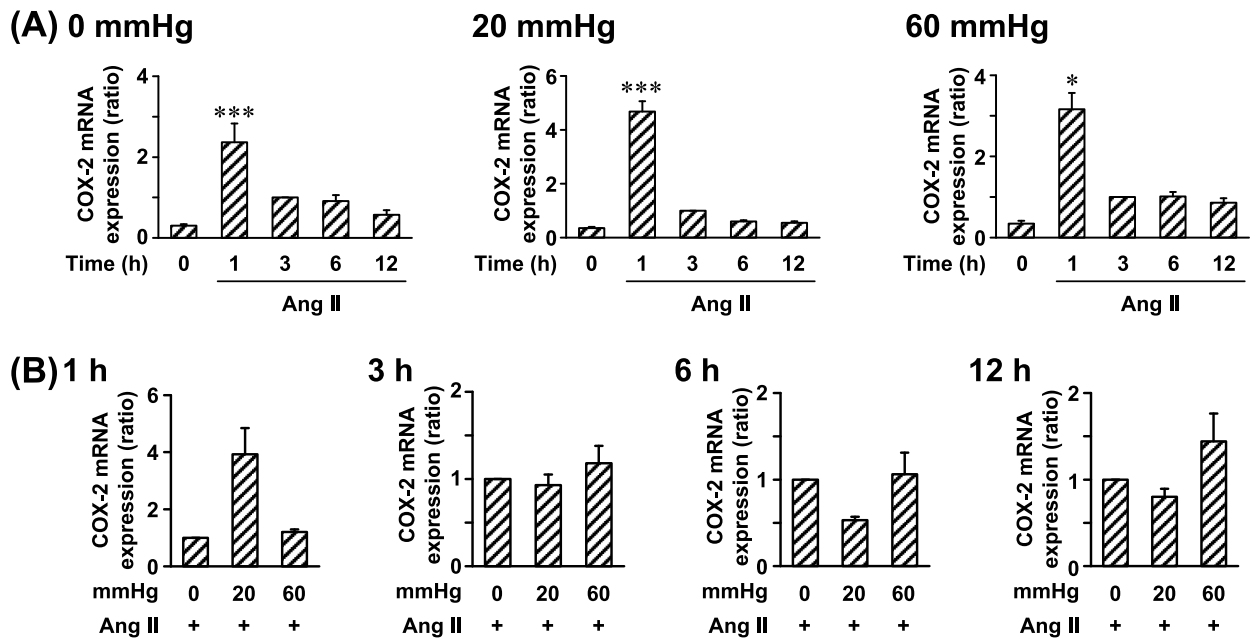 (A) 0 mmHg
COX-2 mRNA
expression (ratio)
4
2
0
***
Time (h) 0 1 3 6 12
Ang II
20 mmHg
COX-2 mRNA
expression (ratio)
6
4
2
0
***
Time (h) 0 1 3 6 12
Ang II
60 mmHg
COX-2 mRNA
expression (ratio)
4
2
0
*
Time (h) 0 1 3 6 12
Ang II
(B) 1 h
COX-2 mRNA
expression (ratio)
6
4
2
0
mmHg 0 20 60
Ang II + + +
3 h
COX-2 mRNA
expression (ratio)
2
1
0
mmHg 0 20 60
Ang II + + +
6 h
COX-2 mRNA
expression (ratio)
2
1
0
mmHg 0 20 60
Ang II + + +
12 h
COX-2 mRNA
expression (ratio)
2
1
0
mmHg 0 20 60
Ang II + + +